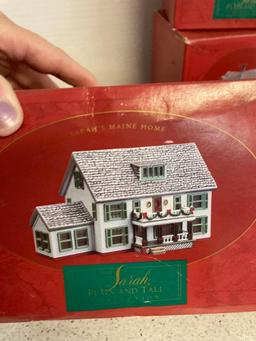 SARAH'S MAINE HOME
Sarah,
PLAIN AND TALL